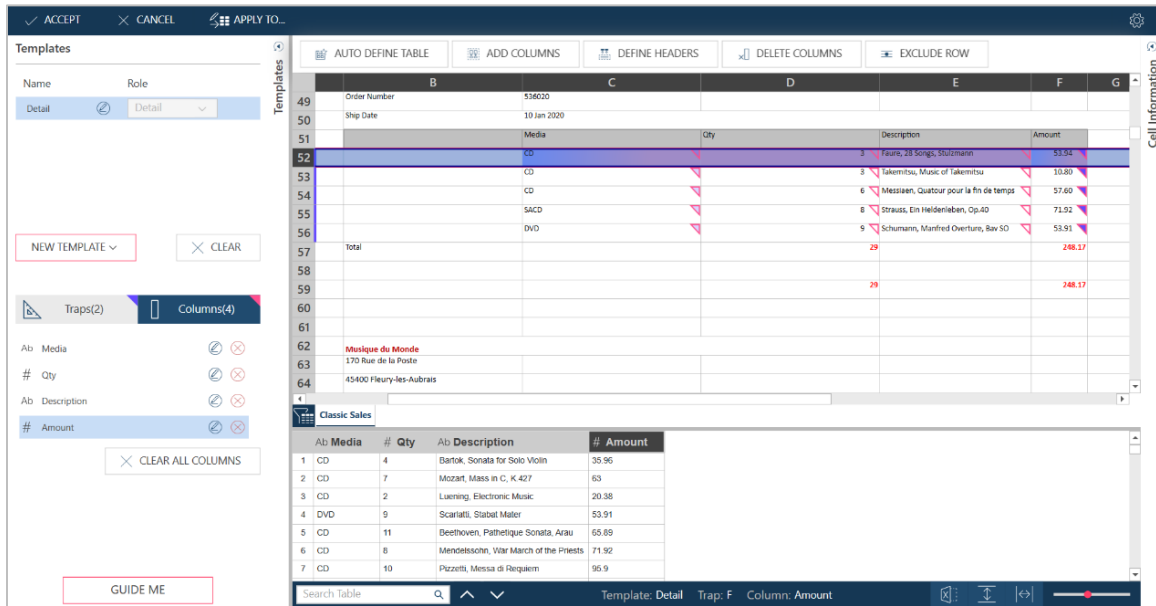 ACCEPT CANCEL APPLY TO...
Templates
Name Role
Detail Detail
NEW TEMPLATE CLEAR
Traps(2) Columns(4)
Ab Media
# Qty
Ab Description
# Amount
CLEAR ALL COLUMNS
GUIDE ME
Templates
AUTO DEFINE TABLE ADD COLUMNS DEFINE HEADERS DELETE COLUMNS EXCLUDE ROW
B C D E F G
49 Order Number 536020
50 Ship Date 10 Jan 2020
51 Media Qty Description Amount
52 CD 3 Faure, 28 Songs, Stulzmann 53.94
53 CD 3 Takemitsu, Music of Takemitsu 10.80
54 CD 6 Messiaen, Quatour pour la fin de temps 57.60
55 SACD 8 Strauss, Ein Heldenleben, Op.40 71.92
56 DVD 9 Schumann, Manfred Overture, Bav SO 53.91
57 Total 29 248.17
58
59 29 248.17
60
61
62 Musique du Monde
63 170 Rue de la Poste
64 45400 Fleury-les-Aubrais
Cell Information
Classic Sales
Ab Media # Qty Ab Description # Amount
1 CD 4 Bartok, Sonata for Solo Violin 35.96
2 CD 7 Mozart, Mass in C, K.427 63
3 CD 2 Luening, Electronic Music 20.38
4 DVD 9 Scarlatti, Stabat Mater 53.91
5 CD 11 Beethoven, Pathetique Sonata, Arau 65.89
6 CD 8 Mendelssohn, War March of the Priests 71.92
7 CD 10 Pizzetti, Messa di Requiem 95.9
Search Table Template: Detail Trap: F Column: Amount